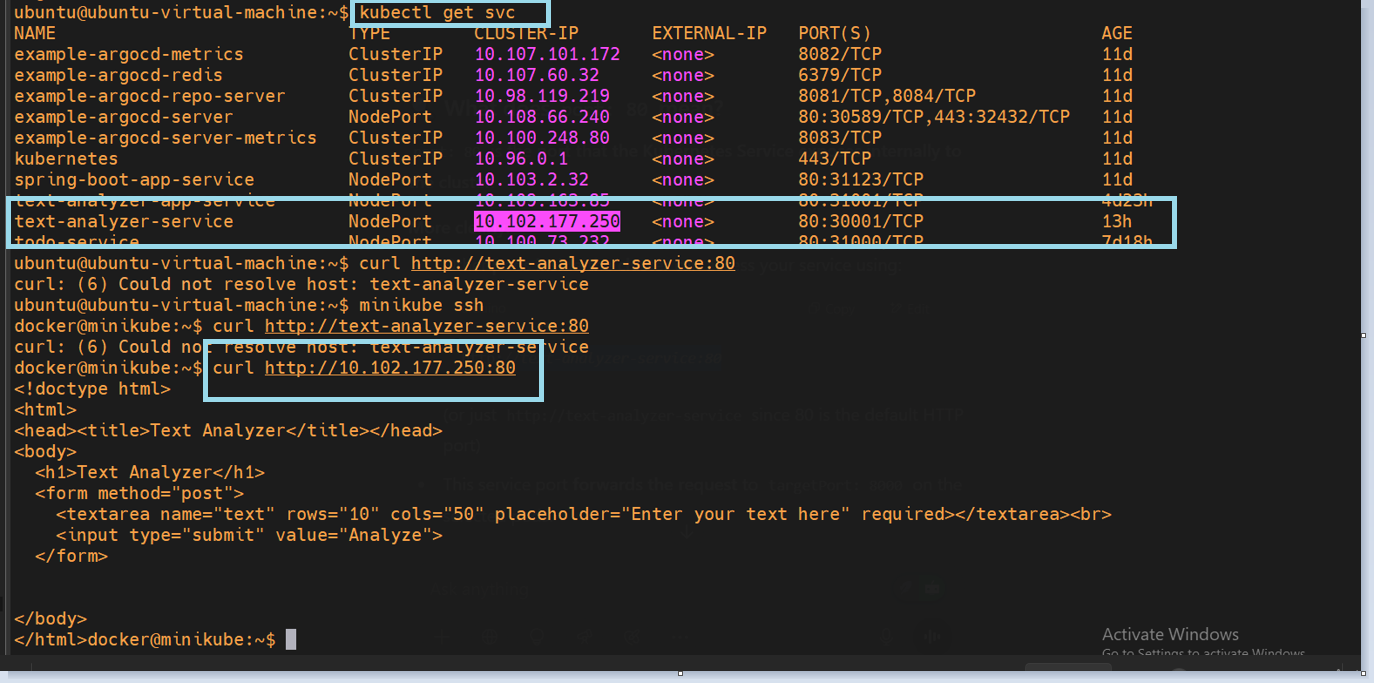 ubuntu@ubuntu-virtual-machine:~$ kubectl get svc
NAME TYPE CLUSTER-IP EXTERNAL-IP PORT(S) AGE
example-argocd-metrics ClusterIP 10.107.101.172 <none> 8082/TCP 11d
example-argocd-redis ClusterIP 10.107.60.32 <none> 6379/TCP 11d
example-argocd-repo-server ClusterIP 10.98.119.219 <none> 8081/TCP,8084/TCP 11d
example-argocd-server NodePort 10.108.66.240 <none> 80:30589/TCP,443:32432/TCP 11d
example-argocd-server-metrics ClusterIP 10.100.248.80 <none> 8083/TCP 11d
kubernetes ClusterIP 10.96.0.1 <none> 443/TCP 11d
spring-boot-app-service NodePort 10.103.2.32 <none> 80:31123/TCP 11d
text-analyzer-app-service NodePort 10.109.163.85 <none> 80:31001/TCP 4d23h
text-analyzer-service NodePort 10.102.177.250 <none> 80:30001/TCP 13h
todo-service NodePort 10.100.73.232 <none> 80:31000/TCP 7d18h
ubuntu@ubuntu-virtual-machine:~$ curl http://text-analyzer-service:80
curl: (6) Could not resolve host: text-analyzer-service
ubuntu@ubuntu-virtual-machine:~$ minikube ssh
docker@minikube:~$ curl http://text-analyzer-service:80
curl: (6) Could not resolve host: text-analyzer-service
docker@minikube:~$ curl http://10.102.177.250:80
<!doctype html>
<html>
<head><title>Text Analyzer</title></head>
<body>
<h1>Text Analyzer</h1>
<form method="post">
<textarea name="text" rows="10" cols="50" placeholder="Enter your text here" required></textarea><br>
<input type="submit" value="Analyze">
</form>
</body>
</html>docker@minikube:~$
Activate Windows
Go to Settings to activate Windows.